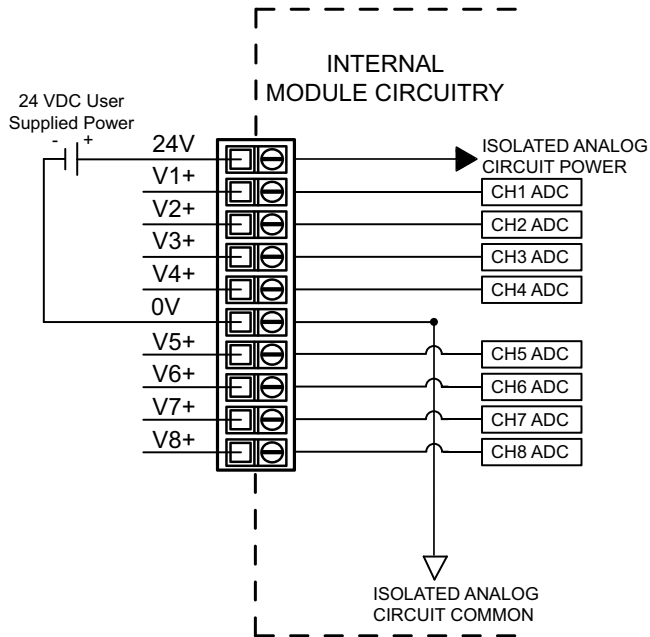 INTERNAL
MODULE CIRCUITRY
24 VDC User
Supplied Power
- +
24V
V1+
V2+
V3+
V4+
0V
V5+
V6+
V7+
V8+
ISOLATED ANALOG
CIRCUIT POWER
CH1 ADC
CH2 ADC
CH3 ADC
CH4 ADC
CH5 ADC
CH6 ADC
CH7 ADC
CH8 ADC
ISOLATED ANALOG
CIRCUIT COMMON